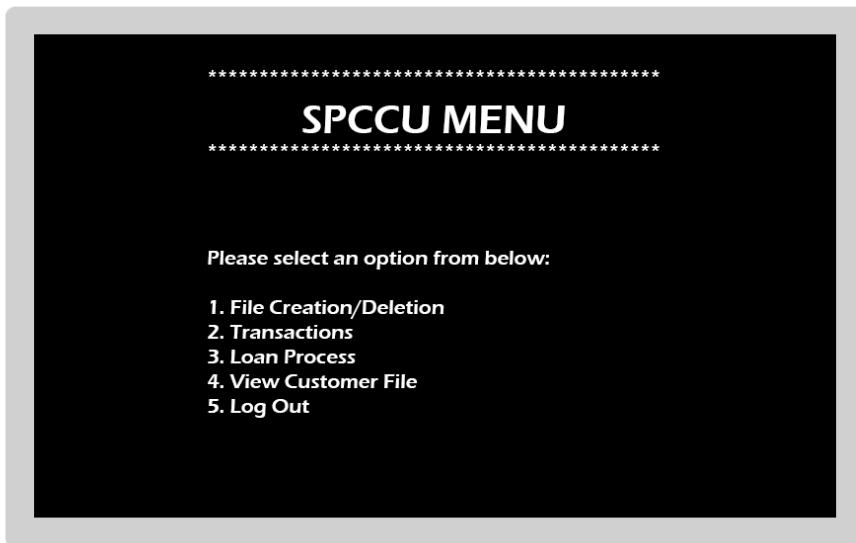 ********************************************
SPCCU MENU
********************************************
Please select an option from below:
1. File Creation/Deletion
2. Transactions
3. Loan Process
4. View Customer File
5. Log Out